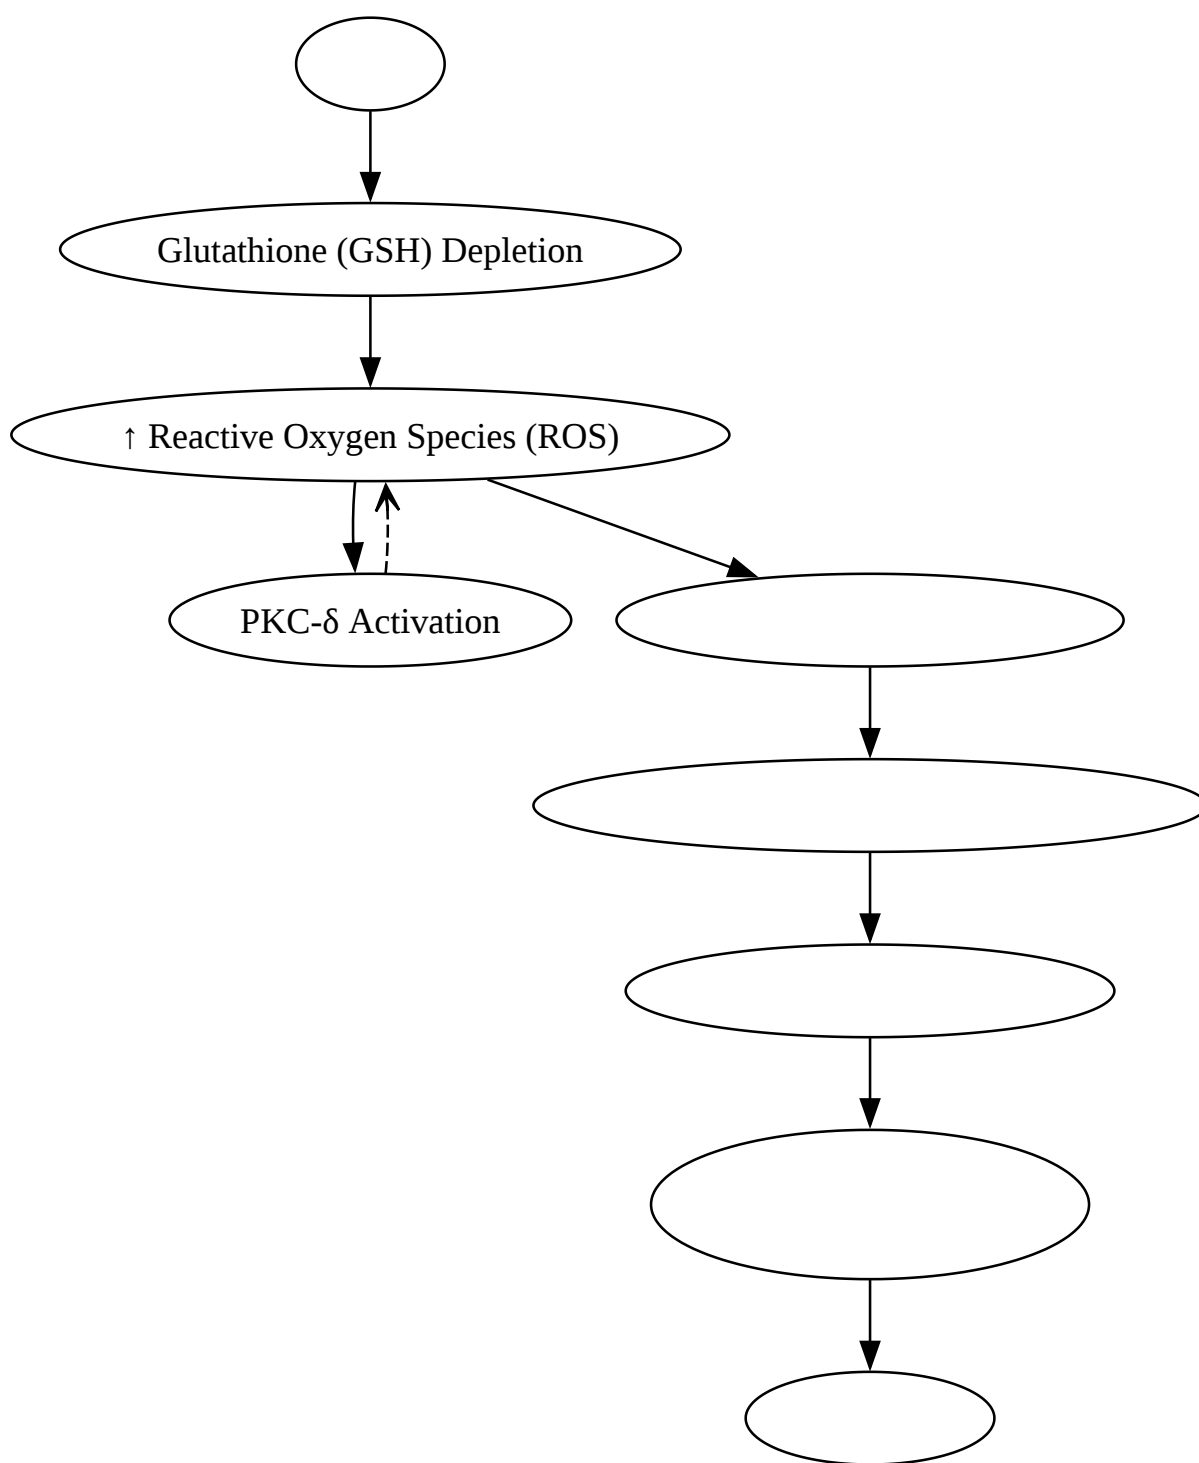 Glutathione (GSH) Depletion
↑ Reactive Oxygen Species (ROS)
PKC-δ Activation